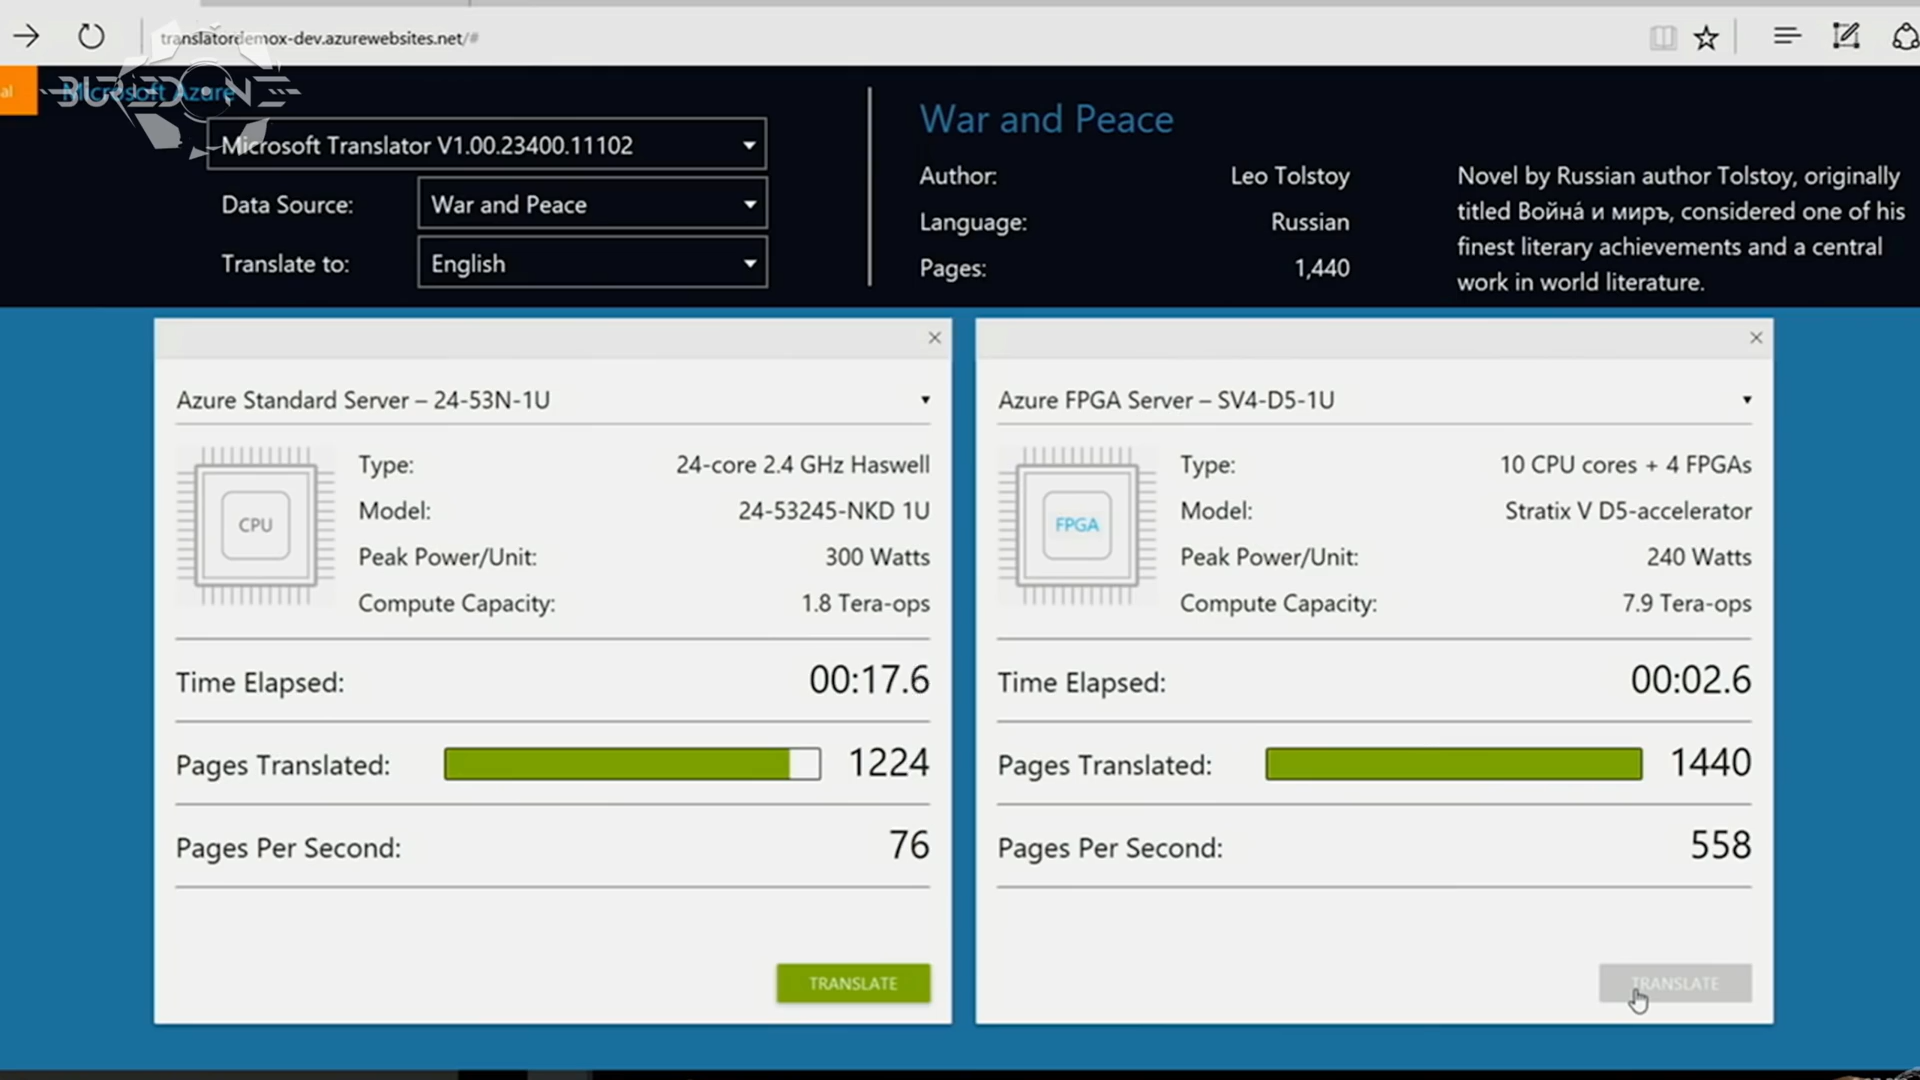 translatordemox-dev.azurewebsites.net/#
al
Microsoft Azure
BUREDONE
Microsoft Translator V1.00.23400.11102
Data Source: War and Peace
Translate to: English
War and Peace
Author: Leo Tolstoy
Language: Russian
Pages: 1,440
Novel by Russian author Tolstoy, originally
titled Войнá и миръ, considered one of his
finest literary achievements and a central
work in world literature.
Azure Standard Server – 24-53N-1U
CPU
Type: 24-core 2.4 GHz Haswell
Model: 24-53245-NKD 1U
Peak Power/Unit: 300 Watts
Compute Capacity: 1.8 Tera-ops
Time Elapsed: 00:17.6
Pages Translated: 1224
Pages Per Second: 76
TRANSLATE
Azure FPGA Server – SV4-D5-1U
FPGA
Type: 10 CPU cores + 4 FPGAs
Model: Stratix V D5-accelerator
Peak Power/Unit: 240 Watts
Compute Capacity: 7.9 Tera-ops
Time Elapsed: 00:02.6
Pages Translated: 1440
Pages Per Second: 558
TRANSLATE